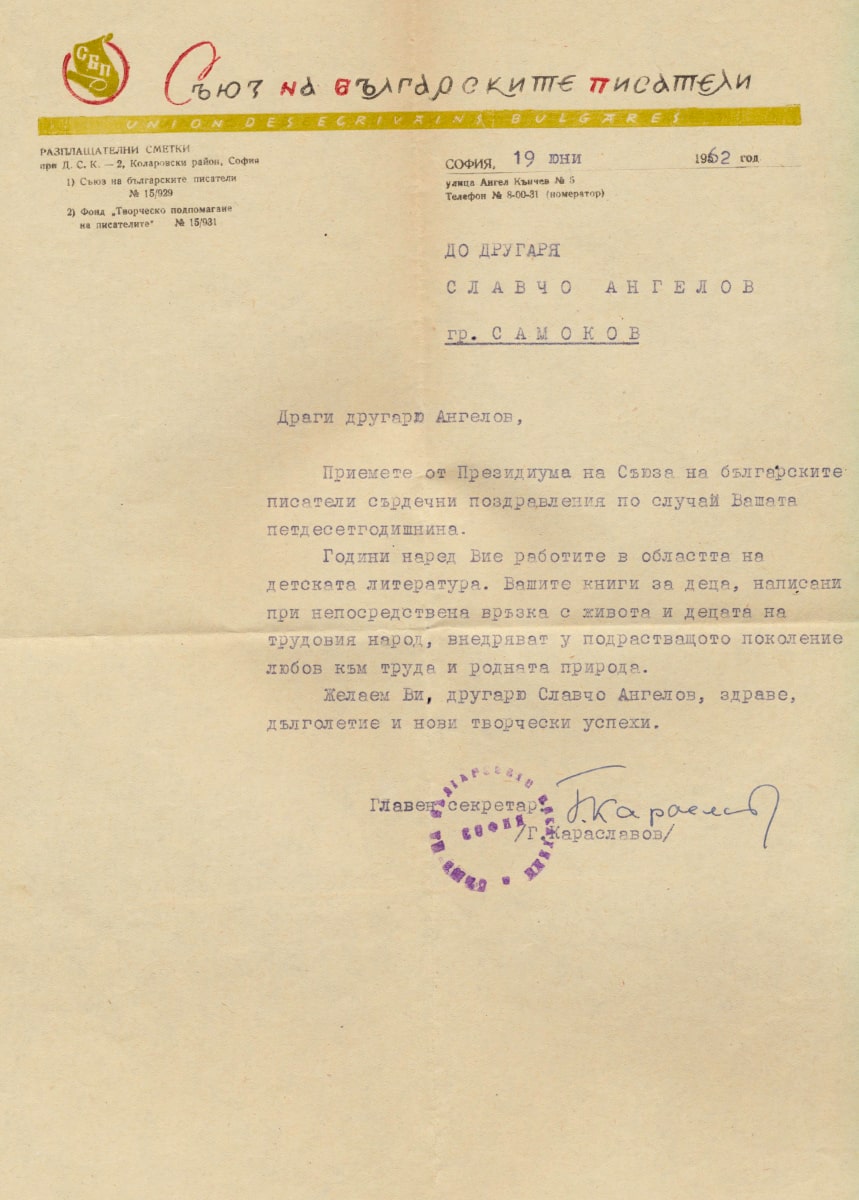 СБП
Съюз на българските писатели
UNION DES ECRIVAINS BULGARES
РАЗПЛАЩАТЕЛНИ СМЕТКИ
при Д. С. К. — 2, Коларовски район, София
1) Съюз на българските писатели
№ 15/929
2) Фонд „Творческо подпомагане
на писателите“ № 15/931
СОФИЯ, 19 ЮНИ 1962 год
улица Ангел Кънчев № 5
Телефон № 8-00-31 (номератор)
ДО ДРУГАРЯ
СЛАВЧО АНГЕЛОВ
гр. САМОКОВ
Драги другарю Ангелов,
Приемете от Президиума на Съюза на българските
писатели сърдечни поздравления по случай Вашата
петдесетгодишнина.
Години наред Вие работите в областта на
детската литература. Вашите книги за деца, написани
при непосредствена връзка с живота и децата на
трудовия народ, внедряват у подрастващото поколение
любов към труда и родната природа.
Желаем Ви, другарю Славчо Ангелов, здраве,
дълголетие и нови творчески успехи.
Главен секретар:
/Г.Караславов/
СЪЮЗ НА БЪЛГАРСКИТЕ ПИСАТЕЛИ
СОФИЯ